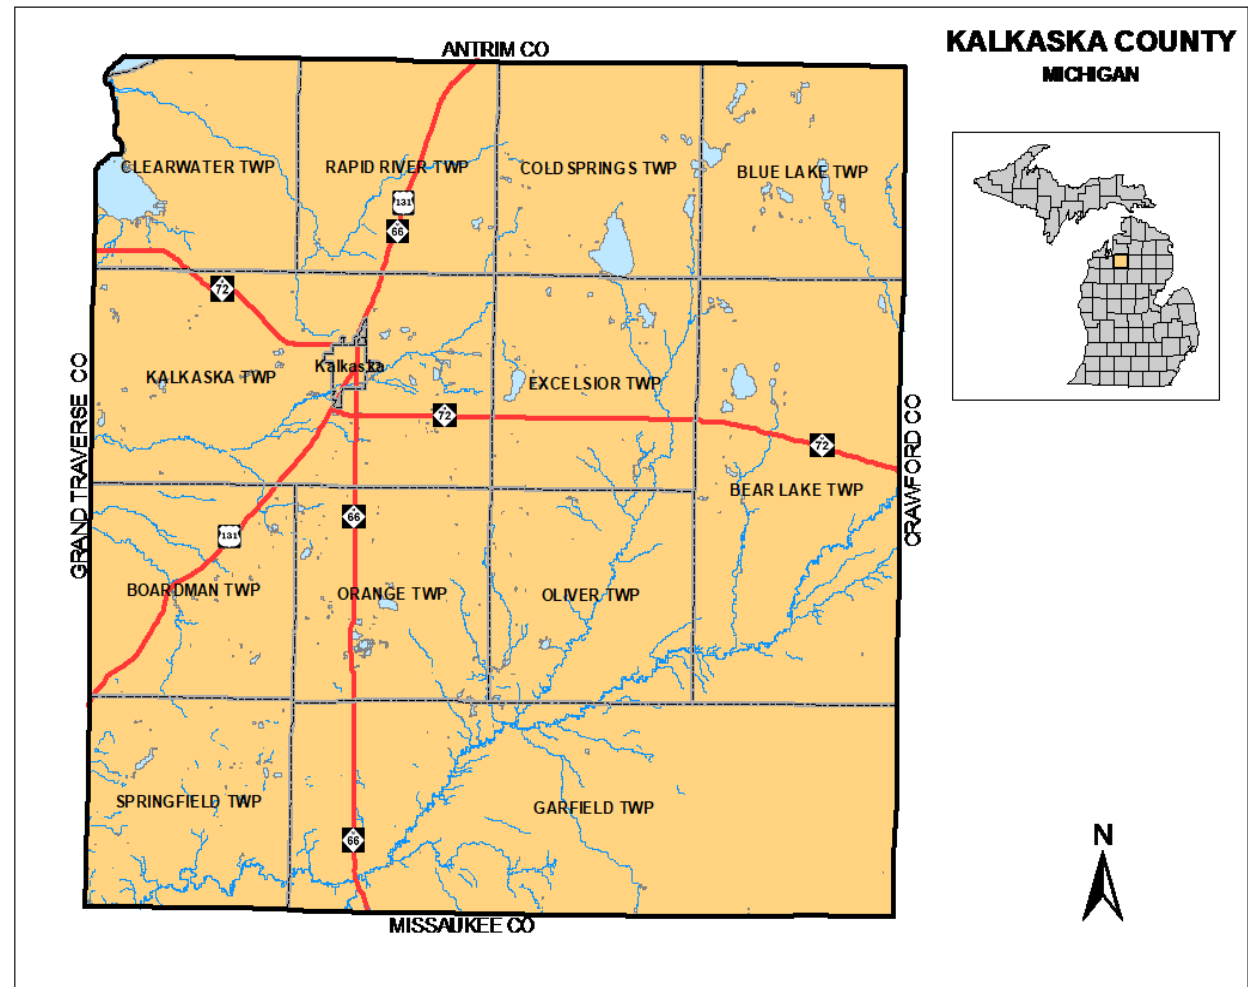 ANTRIM CO
KALKASKA COUNTY
MICHIGAN
CLEARWATER TWP
RAPID RIVER TWP
COLD SPRINGS TWP
BLUE LAKE TWP
131
66
72
GRAND TRAVERSE CO
KALKASKA TWP
Kalkaska
EXCELSIOR TWP
72
72
CRAWFORD CO
BEAR LAKE TWP
66
131
BOARDMAN TWP
ORANGE TWP
OLIVER TWP
SPRINGFIELD TWP
GARFIELD TWP
66
N
MISSAUKEE CO